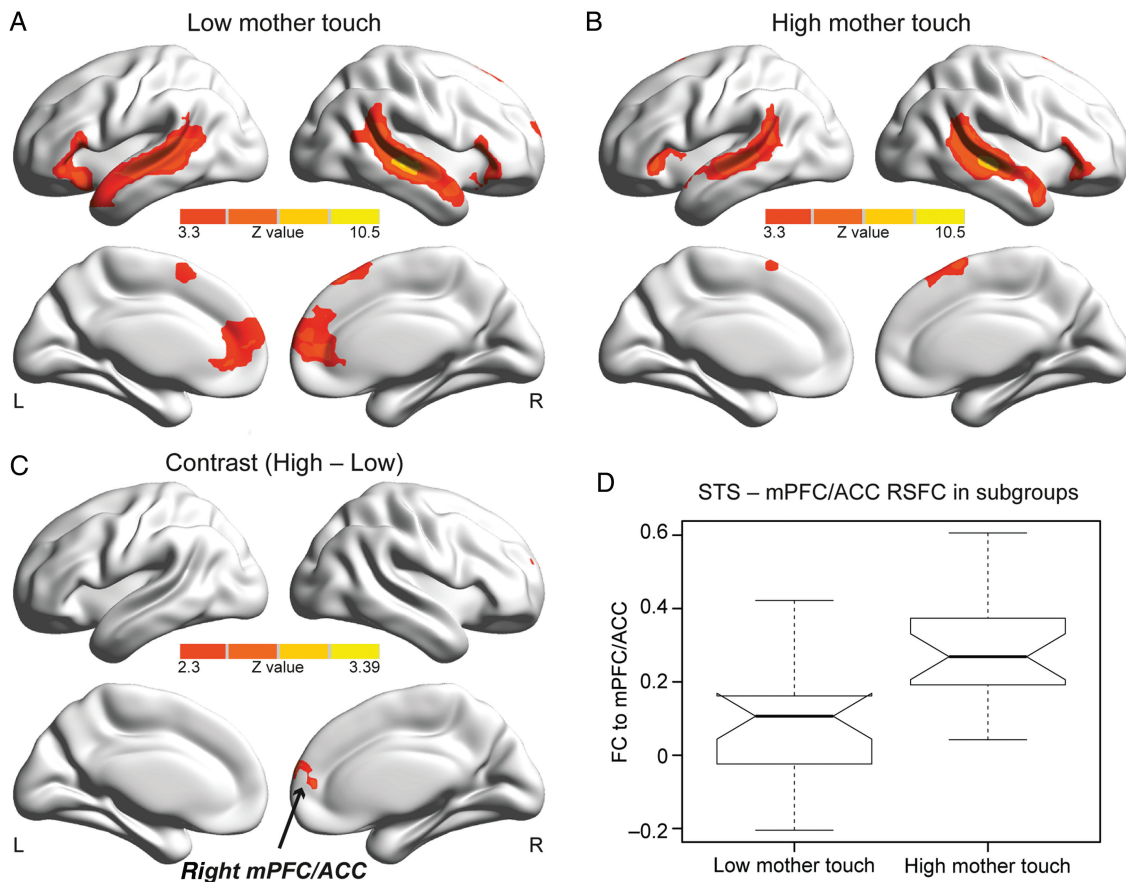 A
Low mother touch
3.3 Z value 10.5
L R
B
High mother touch
3.3 Z value 10.5
C
Contrast (High – Low)
2.3 Z value 3.39
L R
Right mPFC/ACC
D
STS – mPFC/ACC RSFC in subgroups
FC to mPFC/ACC
0.6
0.4
0.2
0
–0.2
Low mother touch High mother touch